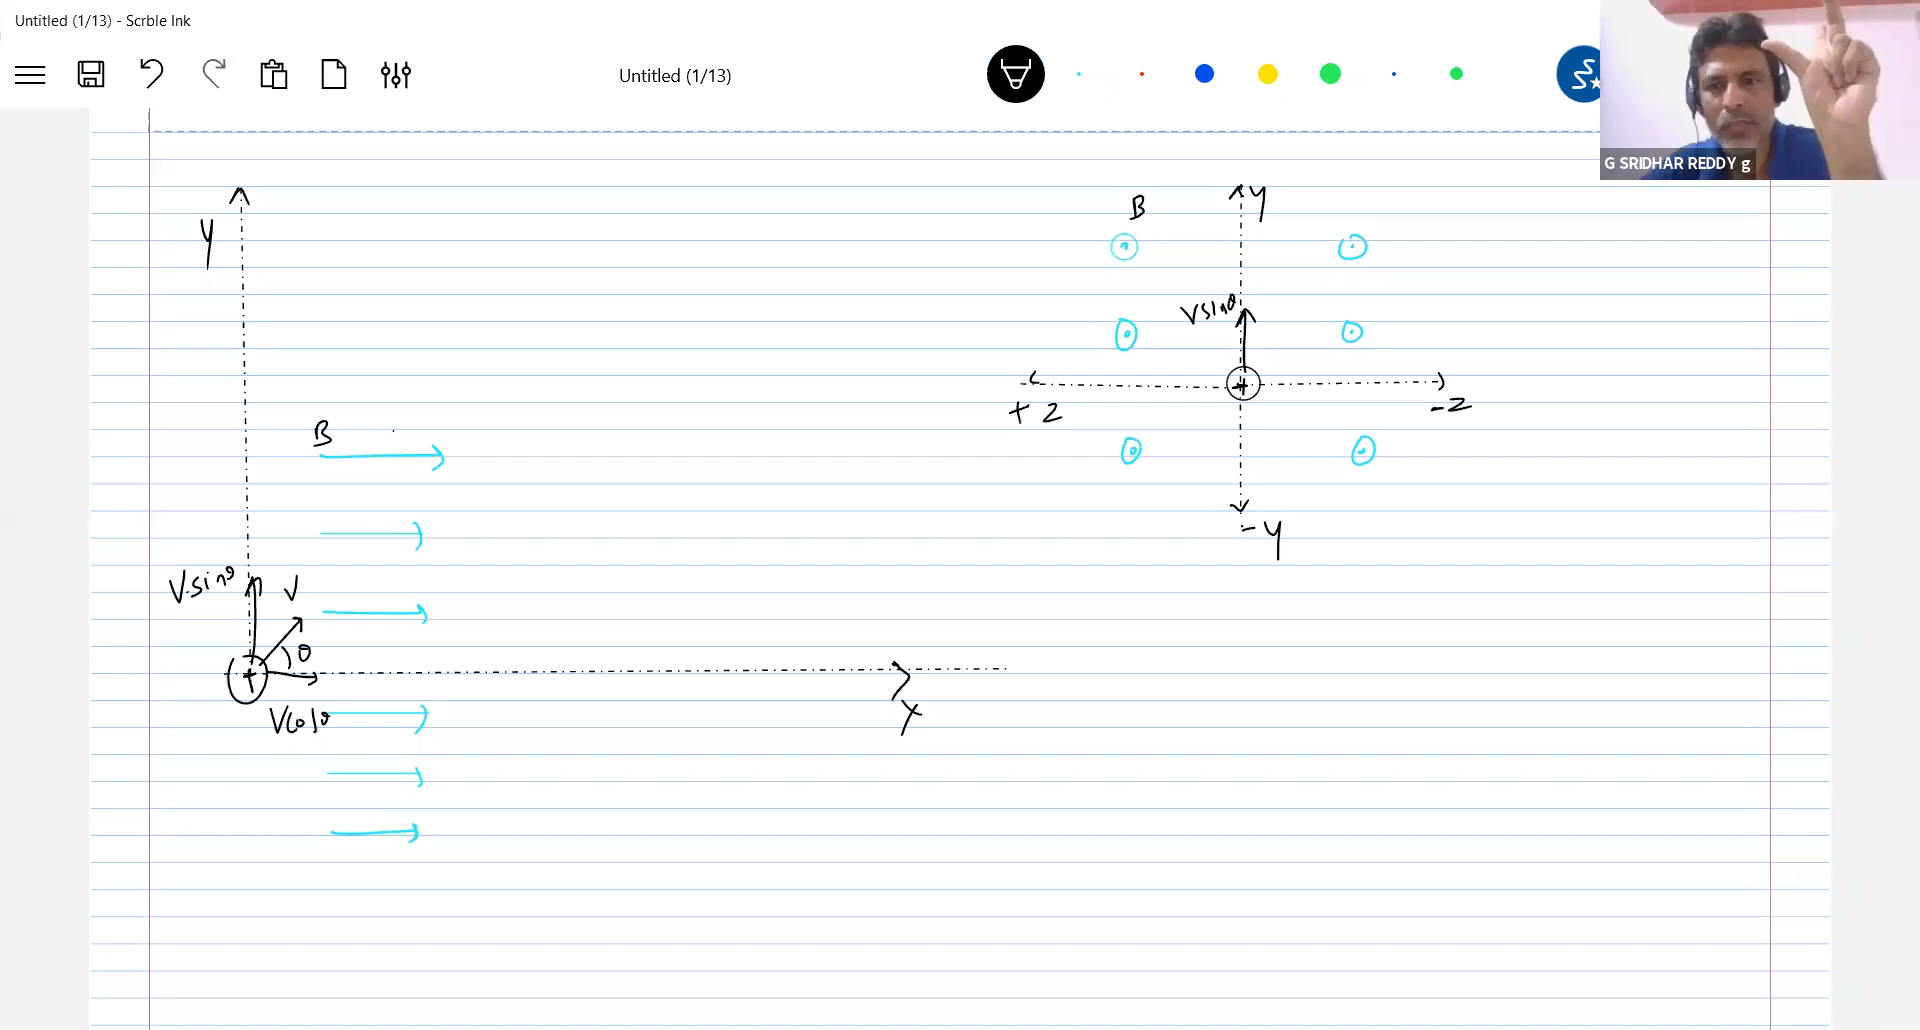 Untitled (1/13) - Scrble Ink
Untitled (1/13)
G SRIDHAR REDDY g
Y
B
V sinθ
V
θ
V cosθ
X
B
Y
V sinθ
+ Z
- Z
- Y